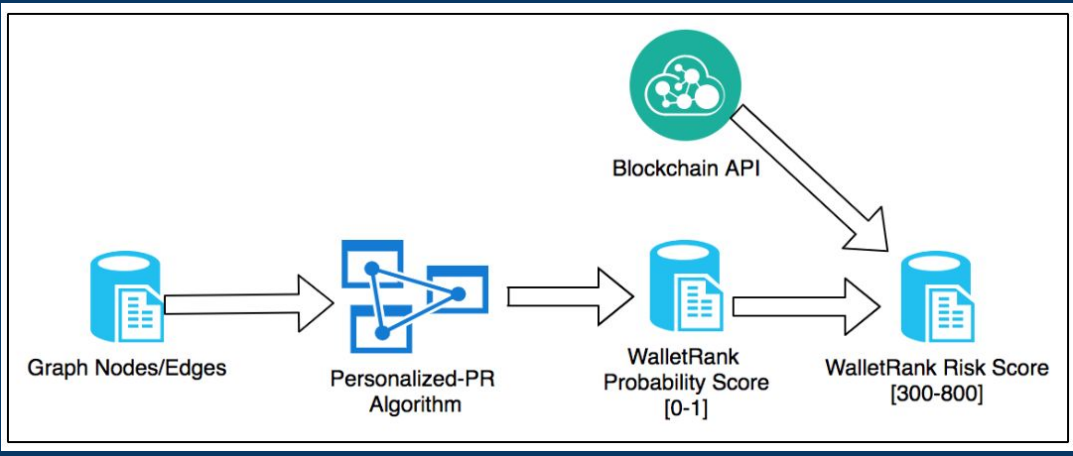 Blockchain API
Graph Nodes/Edges
Personalized-PR
Algorithm
WalletRank
Probability Score
[0-1]
WalletRank Risk Score
[300-800]